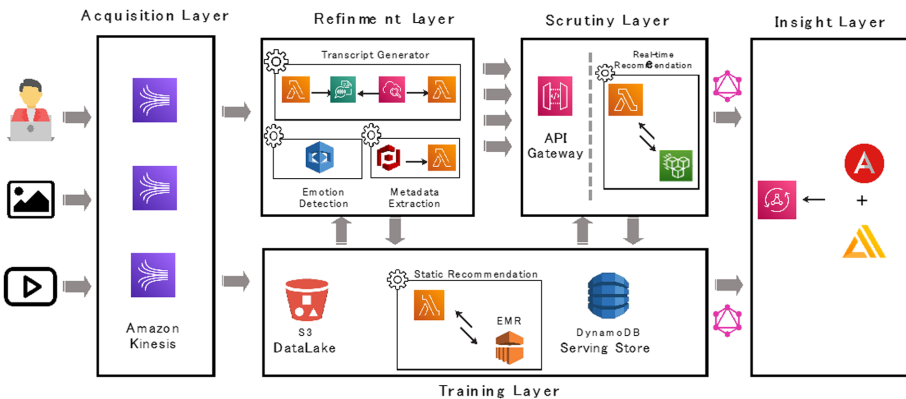 Acquisition Layer
Refinment Layer
Scrutiny Layer
Insight Layer
Transcript Generator
Real-time
Recommendation
API
Gateway
Emotion
Detection
Metadata
Extraction
Amazon
Kinesis
S3
DataLake
Static Recommendation
EMR
DynamoDB
Serving Store
Training Layer